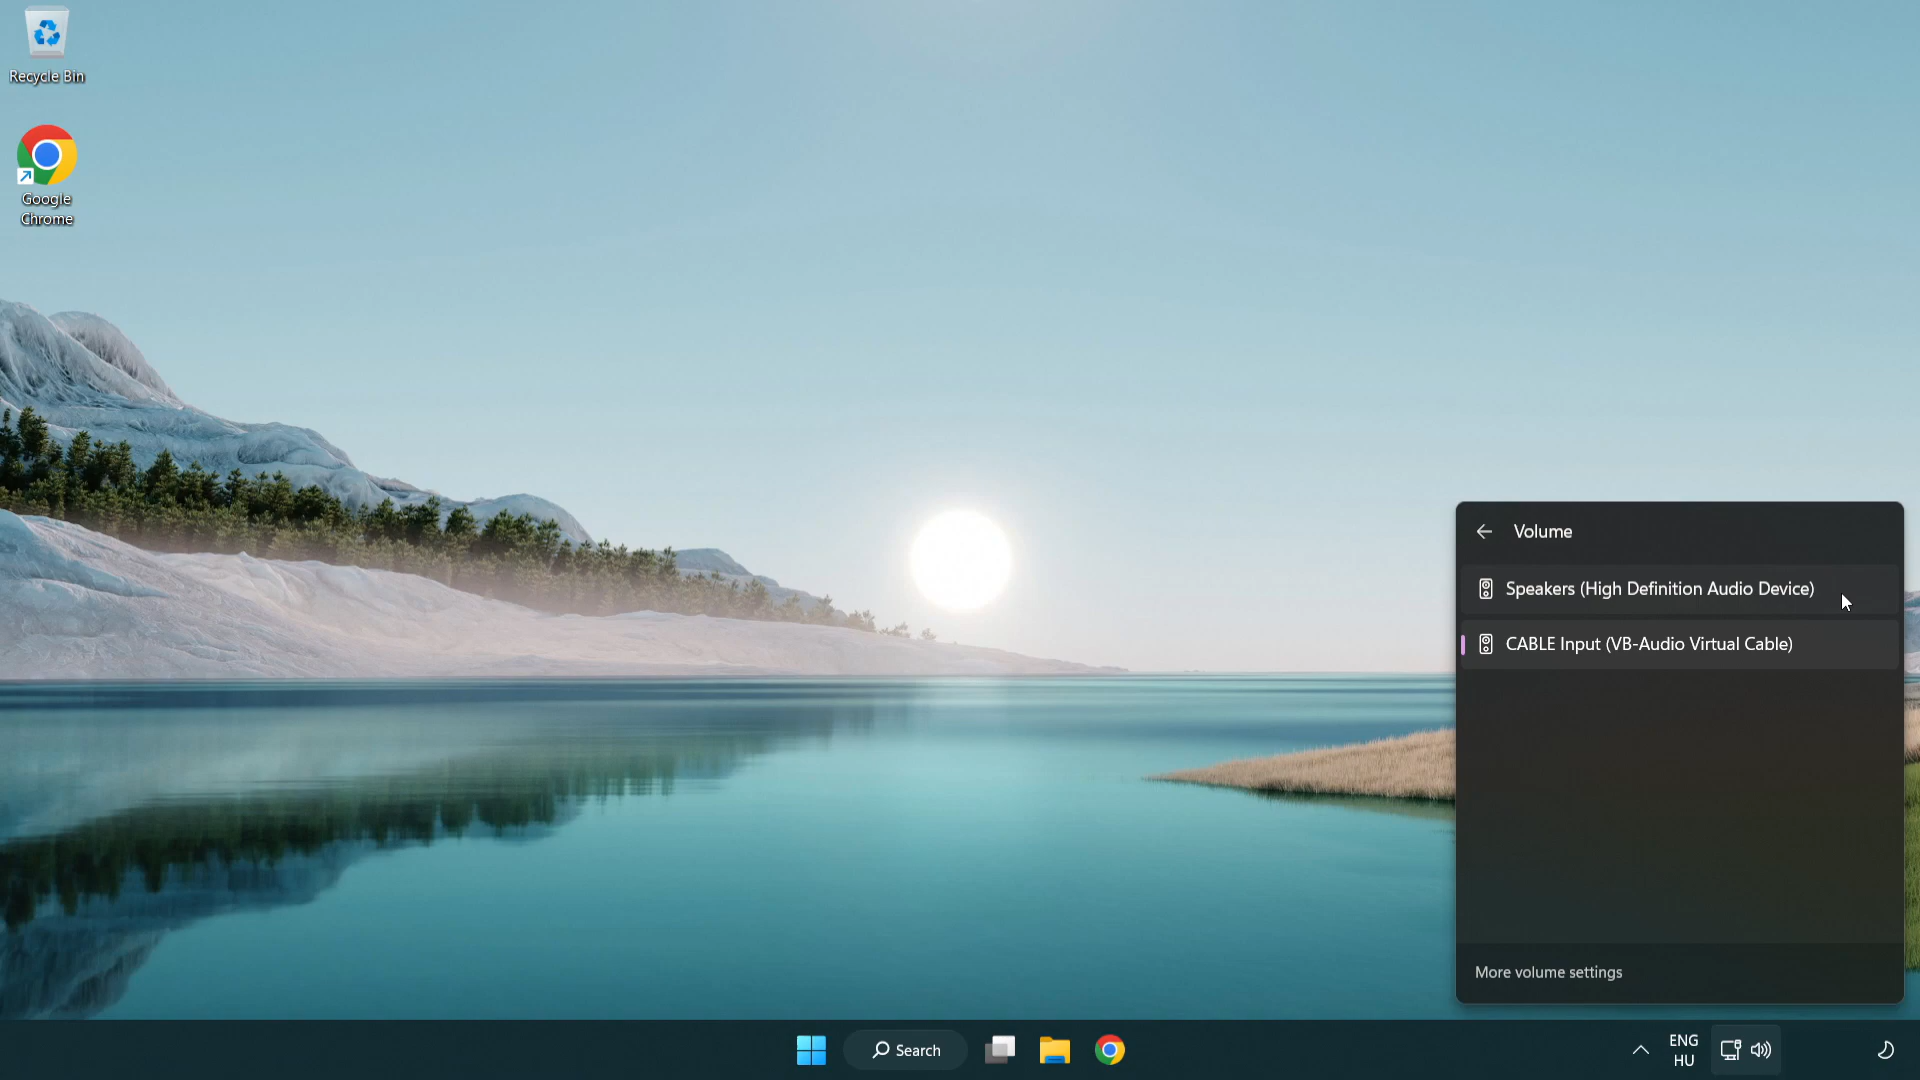 Recycle Bin
Google
Chrome
Volume
Speakers (High Definition Audio Device)
CABLE Input (VB-Audio Virtual Cable)
More volume settings
Search
ENG
HU